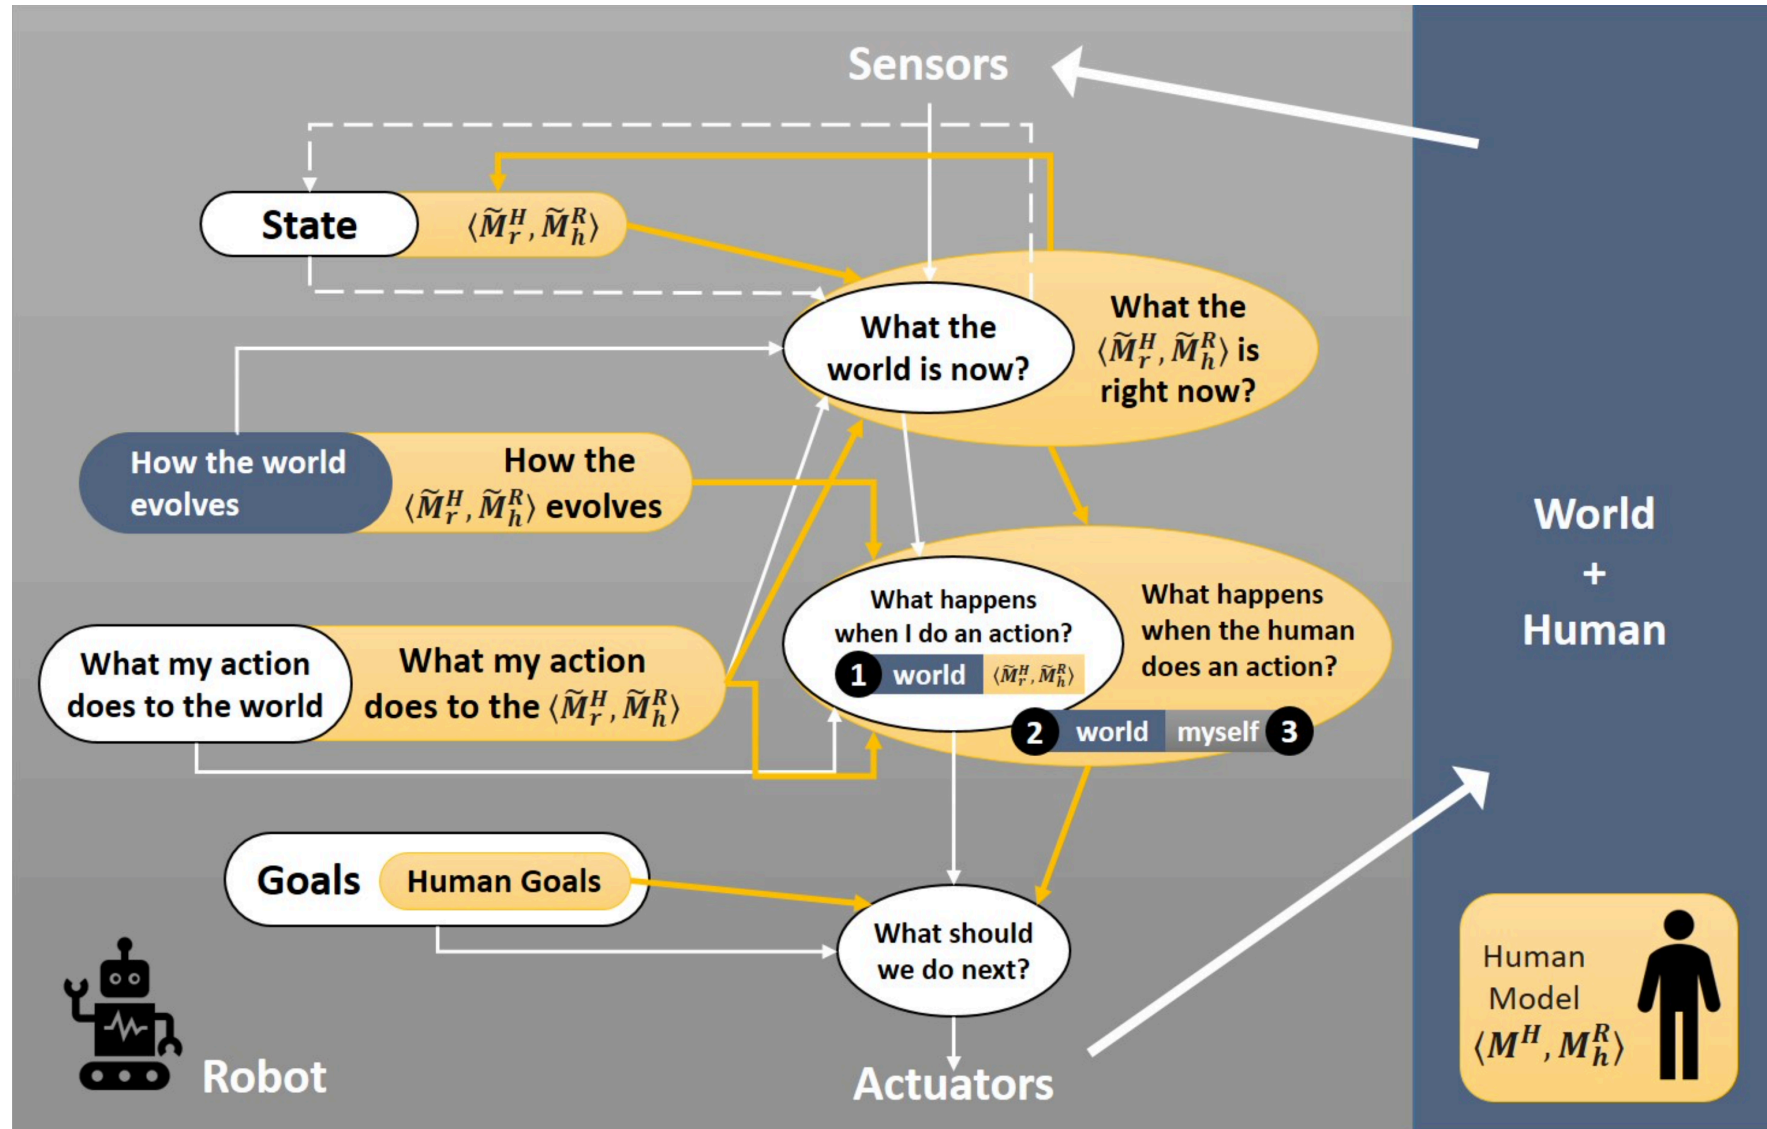 Sensors
State
⟨M̃ᴴᵣ, M̃ᴿₕ⟩
What the
world is now?
What the
⟨M̃ᴴᵣ, M̃ᴿₕ⟩ is
right now?
How the world
evolves
How the
⟨M̃ᴴᵣ, M̃ᴿₕ⟩ evolves
What my action
does to the world
What my action
does to the ⟨M̃ᴴᵣ, M̃ᴿₕ⟩
What happens
when I do an action?
1 world ⟨M̃ᴴᵣ, M̃ᴿₕ⟩
What happens
when the human
does an action?
2 world myself 3
Goals
Human Goals
What should
we do next?
Robot
Actuators
World
+
Human
Human
Model
⟨Mᴴ, Mᴿₕ⟩